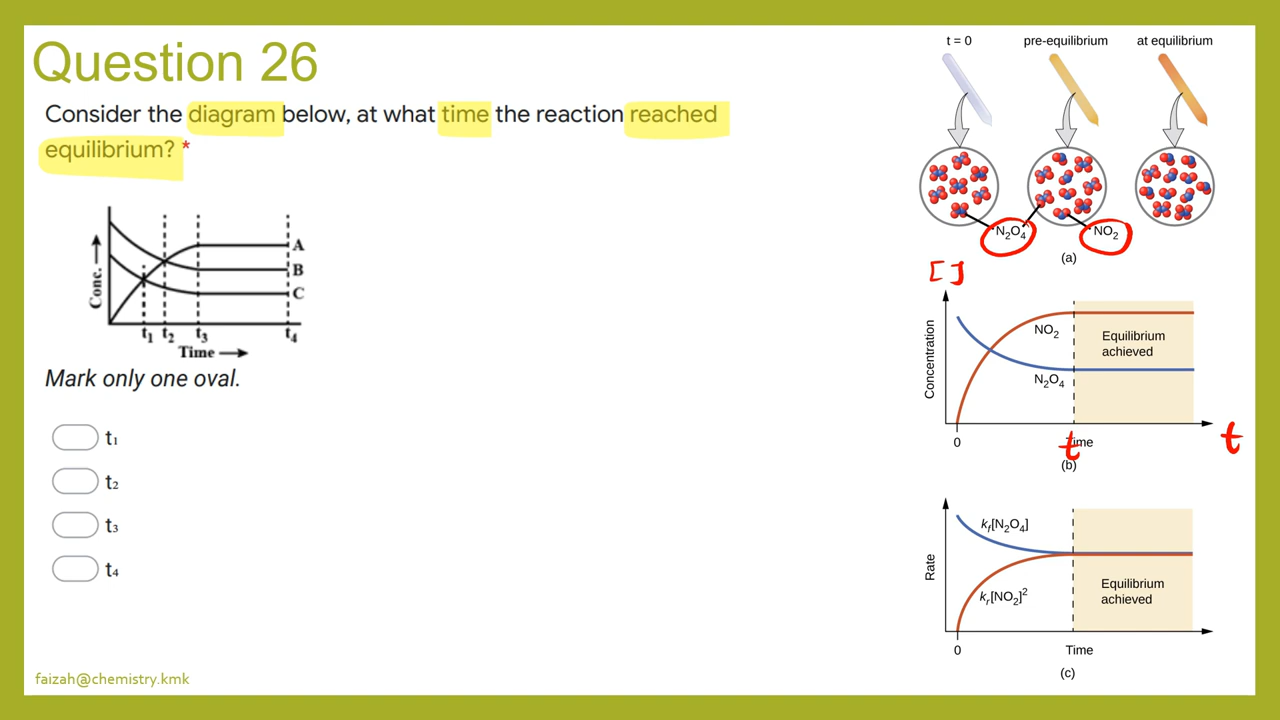 Question 26
Consider the diagram below, at what time the reaction reached
equilibrium? *
Conc.
A
B
C
t1 t2 t3 t4
Time
Mark only one oval.
t1
t2
t3
t4
faizah@chemistry.kmk
t = 0 pre-equilibrium at equilibrium
N2O4 NO2
(a)
[ ]
Concentration
NO2
N2O4
Equilibrium
achieved
0 Time
t
t
(b)
Rate
kf[N2O4]
kr[NO2]2
Equilibrium
achieved
0 Time
(c)